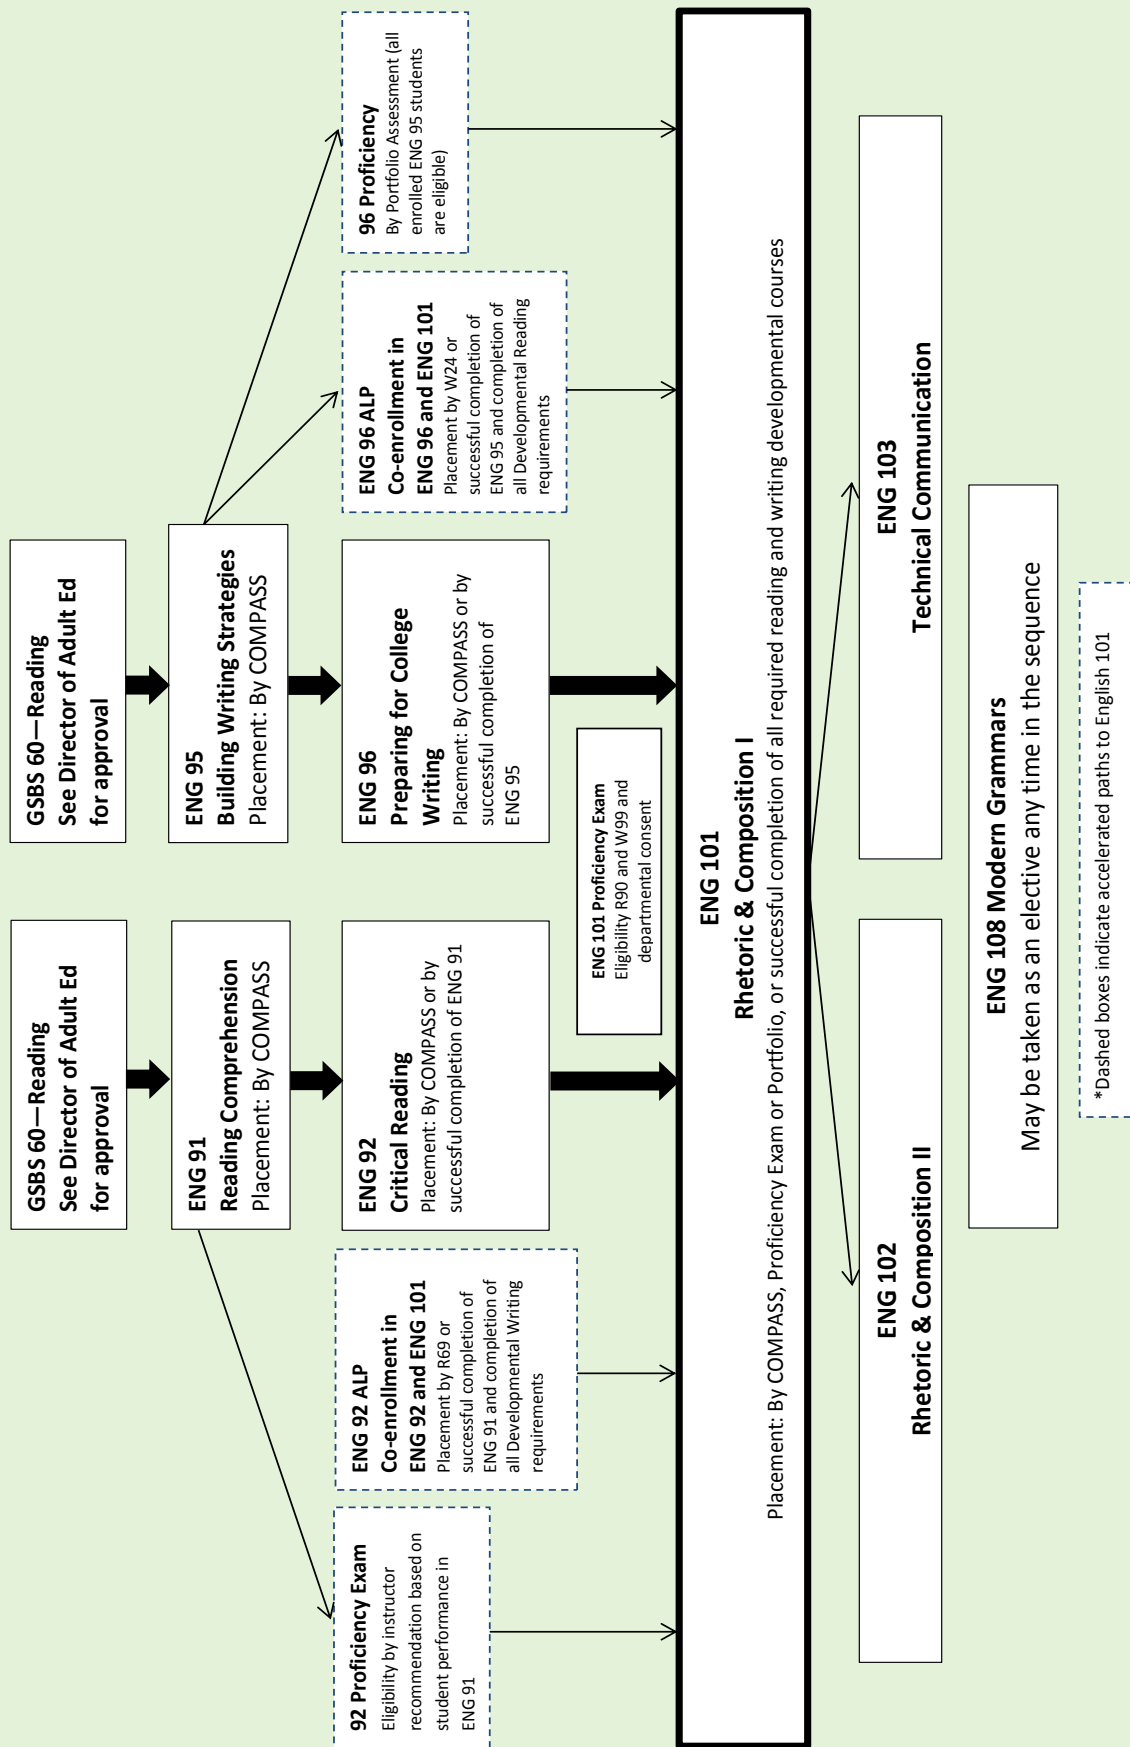 GSBS 60—Reading
See Director of Adult Ed
for approval
GSBS 60—Reading
See Director of Adult Ed
for approval
ENG 91
Reading Comprehension
Placement: By COMPASS
ENG 95
Building Writing Strategies
Placement: By COMPASS
92 Proficiency Exam
Eligibility by instructor
recommendation based on
student performance in
ENG 91
ENG 92 ALP
Co-enrollment in
ENG 92 and ENG 101
Placement by R69 or
successful completion of
ENG 91 and completion of
all Developmental Writing
requirements
ENG 92
Critical Reading
Placement: By COMPASS or by
successful completion of ENG 91
ENG 96
Preparing for College
Writing
Placement: By COMPASS or by
successful completion of
ENG 95
ENG 96 ALP
Co-enrollment in
ENG 96 and ENG 101
Placement by W24 or
successful completion of
ENG 95 and completion of
all Developmental Reading
requirements
96 Proficiency
By Portfolio Assessment (all
enrolled ENG 95 students
are eligible)
ENG 101 Proficiency Exam
Eligibility R90 and W99 and
departmental consent
ENG 101
Rhetoric & Composition I
Placement: By COMPASS, Proficiency Exam or Portfolio, or successful completion of all required reading and writing developmental courses
ENG 102
Rhetoric & Composition II
ENG 103
Technical Communication
ENG 108 Modern Grammars
May be taken as an elective any time in the sequence
*Dashed boxes indicate accelerated paths to English 101